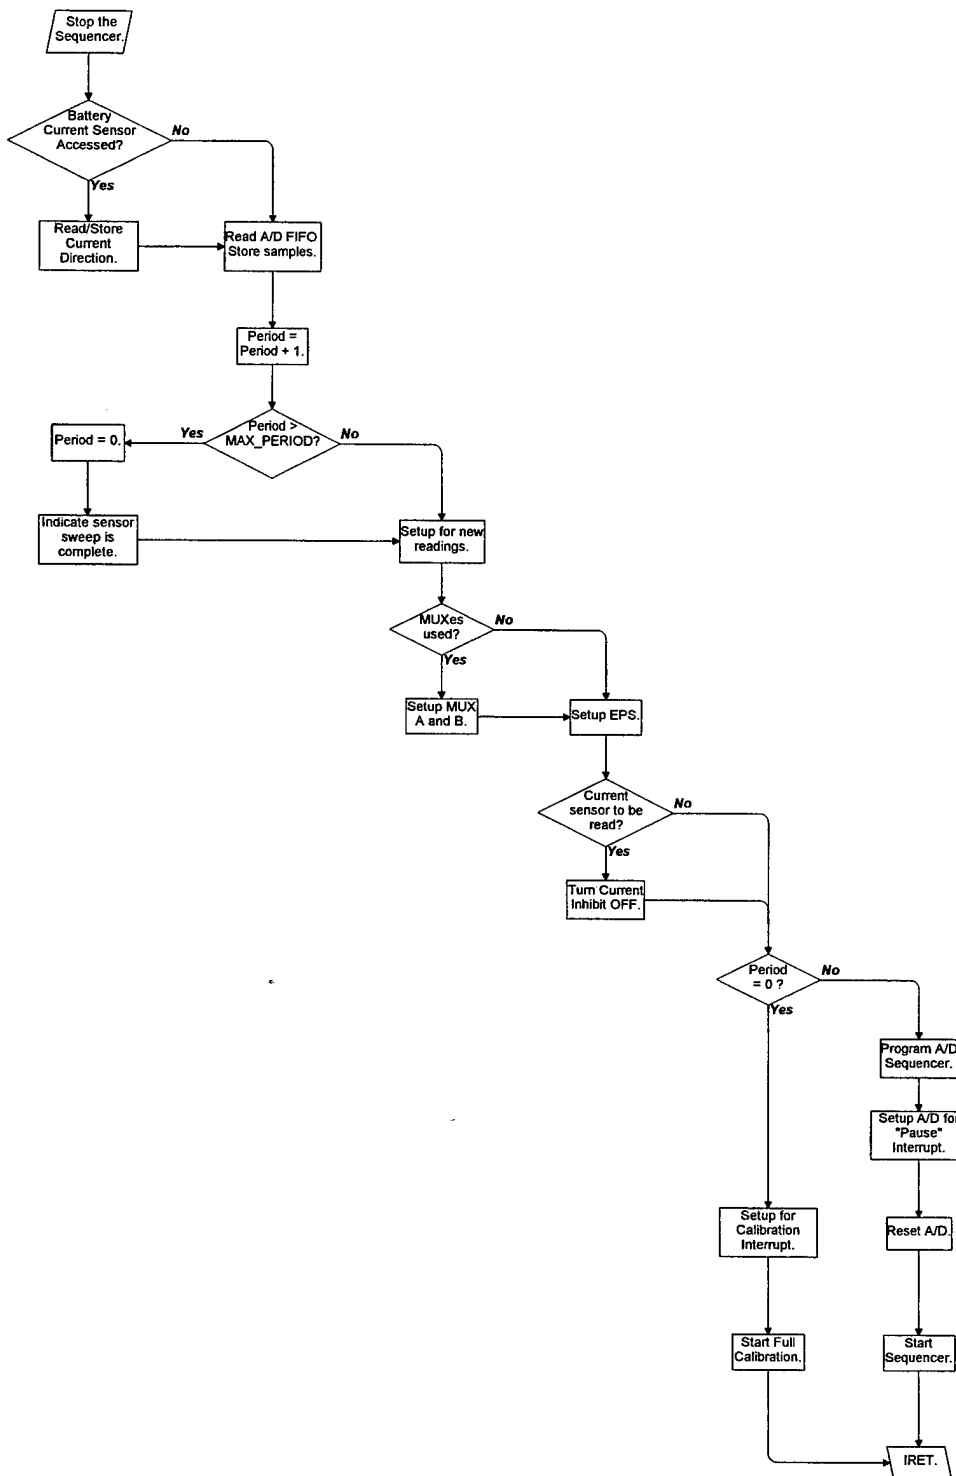 Stop the
Sequencer.
Battery
Current Sensor
Accessed?
No
Yes
Read/Store
Current
Direction.
Read A/D FIFO
Store samples.
Period =
Period + 1.
Period >
MAX_PERIOD?
Yes
No
Period = 0.
Indicate sensor
sweep is
complete.
Setup for new
readings.
MUXes
used?
No
Yes
Setup MUX
A and B.
Setup EPS.
Current
sensor to be
read?
No
Yes
Turn Current
Inhibit OFF.
Period
= 0 ?
No
Yes
Program A/D
Sequencer.
Setup A/D for
"Pause"
Interrupt.
Setup for
Calibration
Interrupt.
Reset A/D.
Start Full
Calibration.
Start
Sequencer.
IRET.